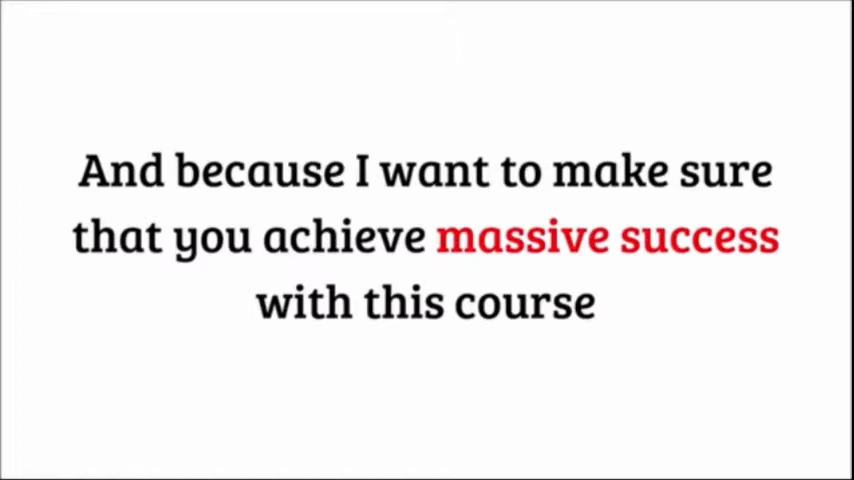 And because I want to make sure
that you achieve massive success
with this course